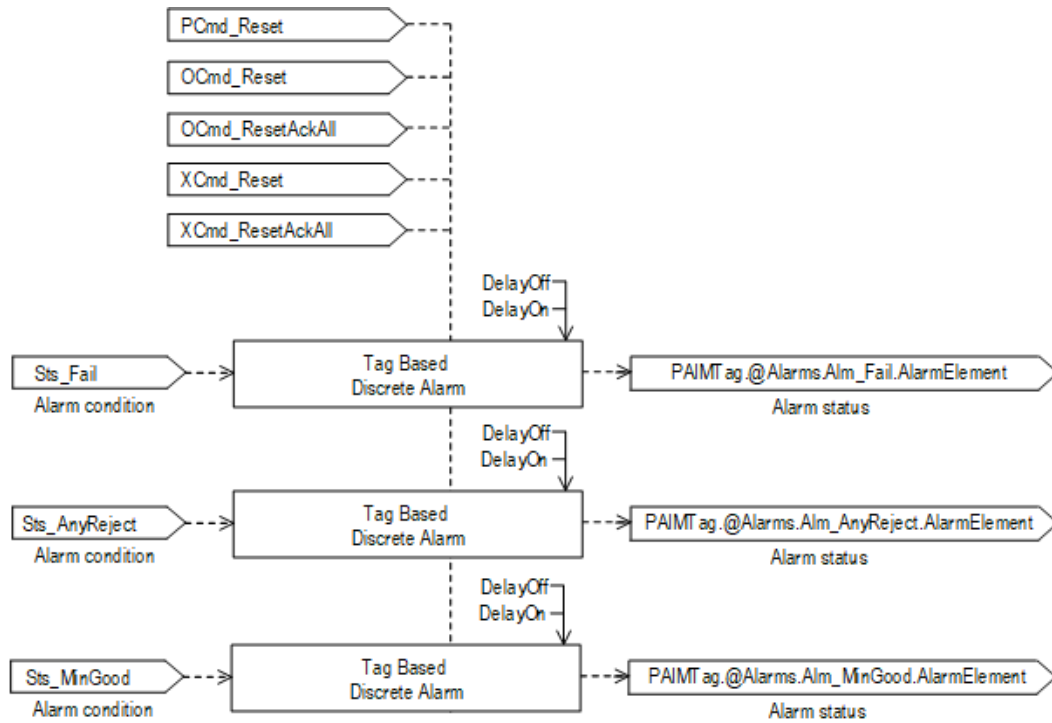 PCmd_Reset
OCmd_Reset
OCmd_ResetAckAll
XCmd_Reset
XCmd_ResetAckAll
DelayOff
DelayOn
Sts_Fail
Alarm condition
Tag Based
Discrete Alarm
PAIMTag.@Alarms.Alm_Fail.AlarmElement
Alarm status
DelayOff
DelayOn
Sts_AnyReject
Alarm condition
Tag Based
Discrete Alarm
PAIMTag.@Alarms.Alm_AnyReject.AlarmElement
Alarm status
DelayOff
DelayOn
Sts_MinGood
Alarm condition
Tag Based
Discrete Alarm
PAIMTag.@Alarms.Alm_MinGood.AlarmElement
Alarm status